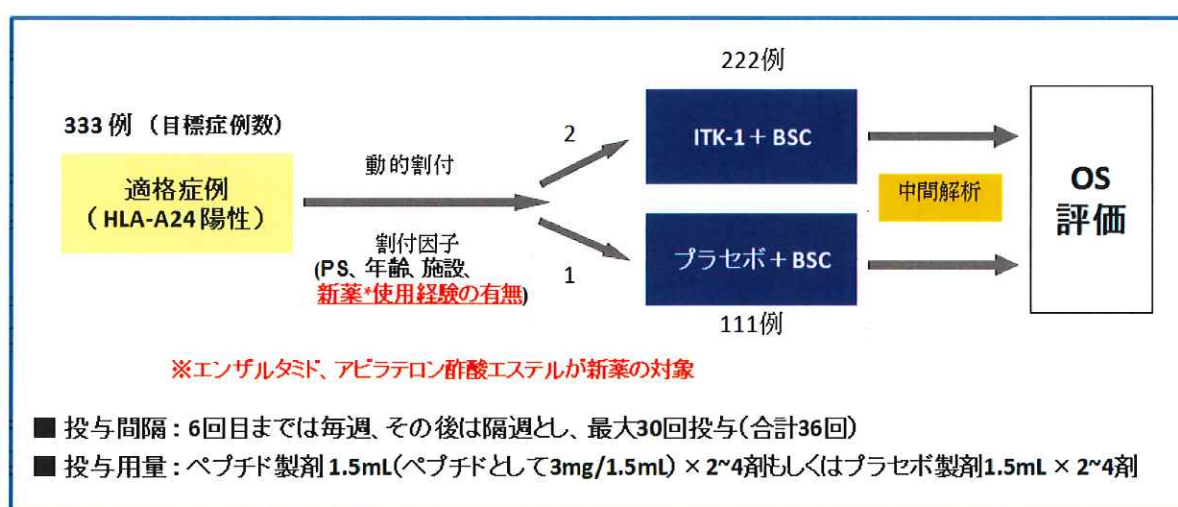 222例
333 例 （目標症例数）
適格症例
（ HLA-A24 陽性）
動的割付
割付因子
(PS、年齢、施設、
新薬*使用経験の有無)
2
1
ITK-1＋ BSC
プラセボ＋ BSC
111例
中間解析
OS
評価
※エンザルタミド、アビラテロン酢酸エステルが新薬の対象
■ 投与間隔 : 6回目までは毎週、その後は隔週とし、最大30回投与(合計36回)
■ 投与用量 : ペプチド製剤 1.5mL(ペプチドとして3mg/1.5mL) × 2~4剤もしくはプラセボ製剤1.5mL × 2~4剤